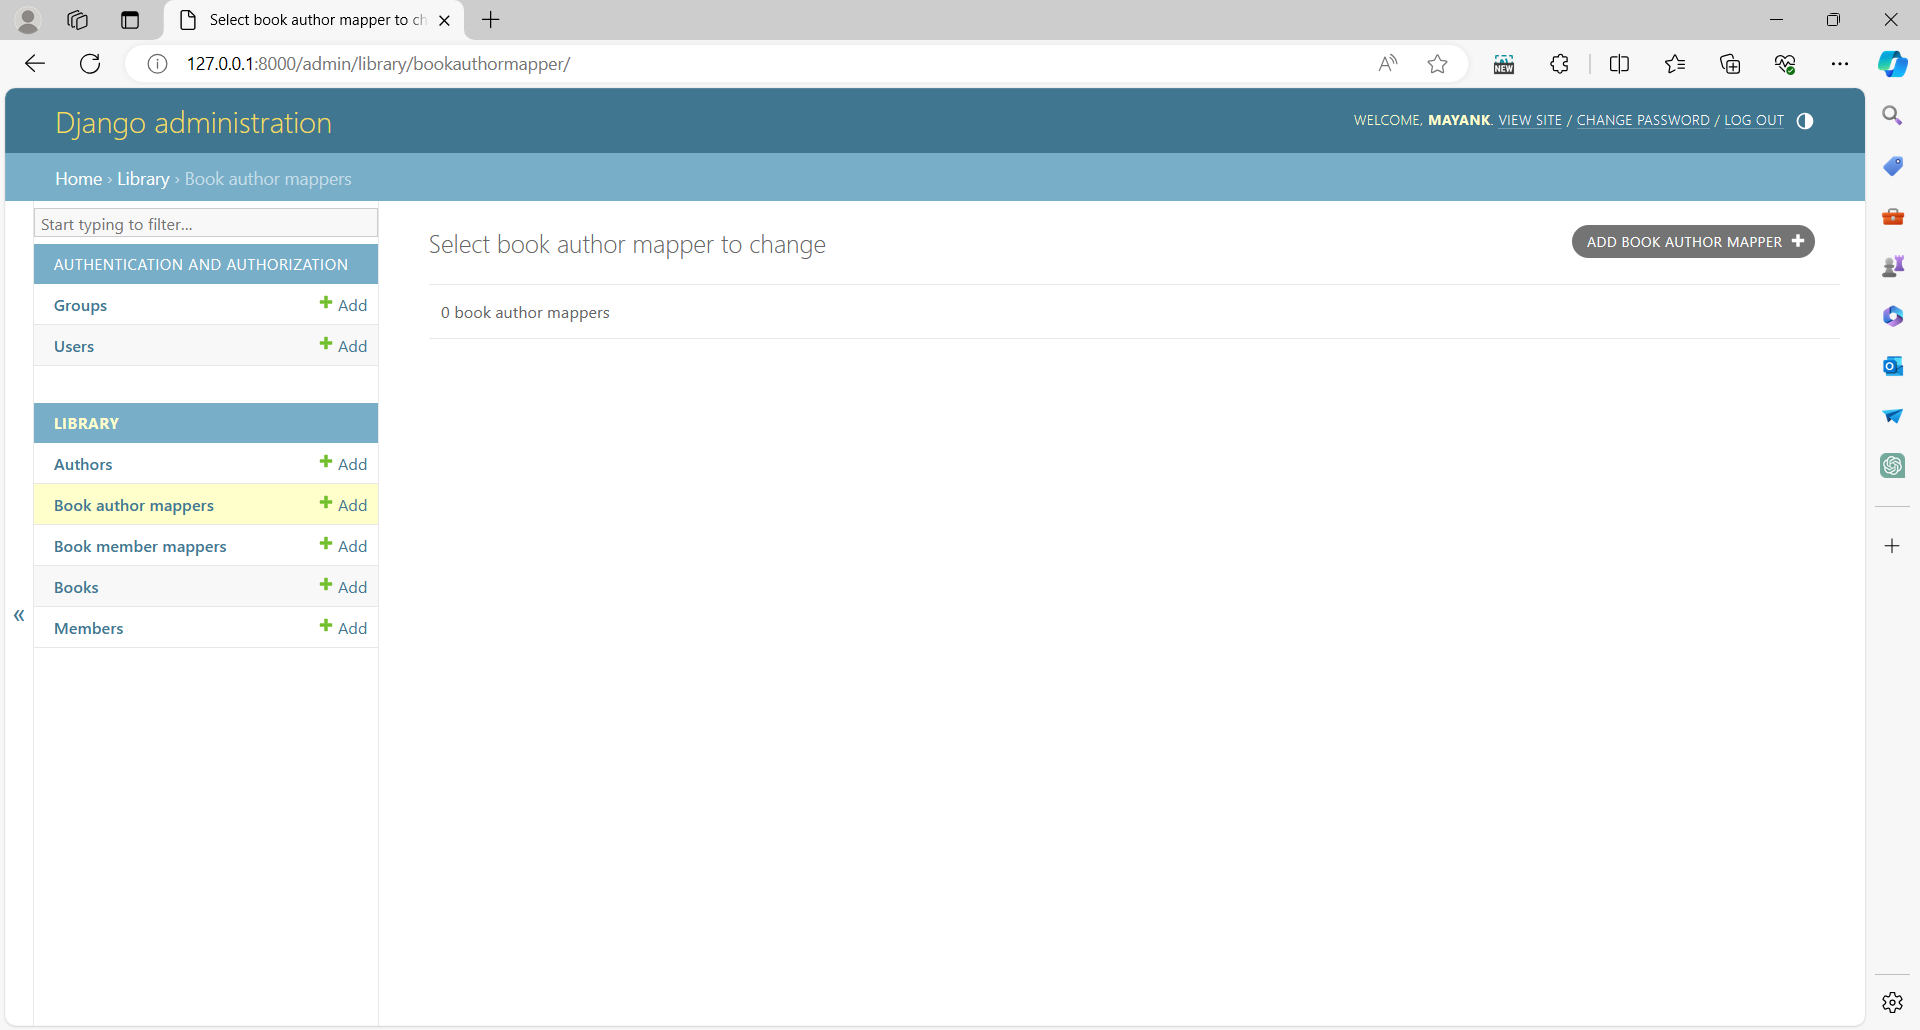 Select book author mapper to ch
127.0.0.1:8000/admin/library/bookauthormapper/
NEW
Django administration
WELCOME, MAYANK. VIEW SITE / CHANGE PASSWORD / LOG OUT
Home › Library › Book author mappers
Start typing to filter...
AUTHENTICATION AND AUTHORIZATION
Groups Add
Users Add
LIBRARY
Authors Add
Book author mappers Add
Book member mappers Add
Books Add
Members Add
«
Select book author mapper to change
ADD BOOK AUTHOR MAPPER +
0 book author mappers